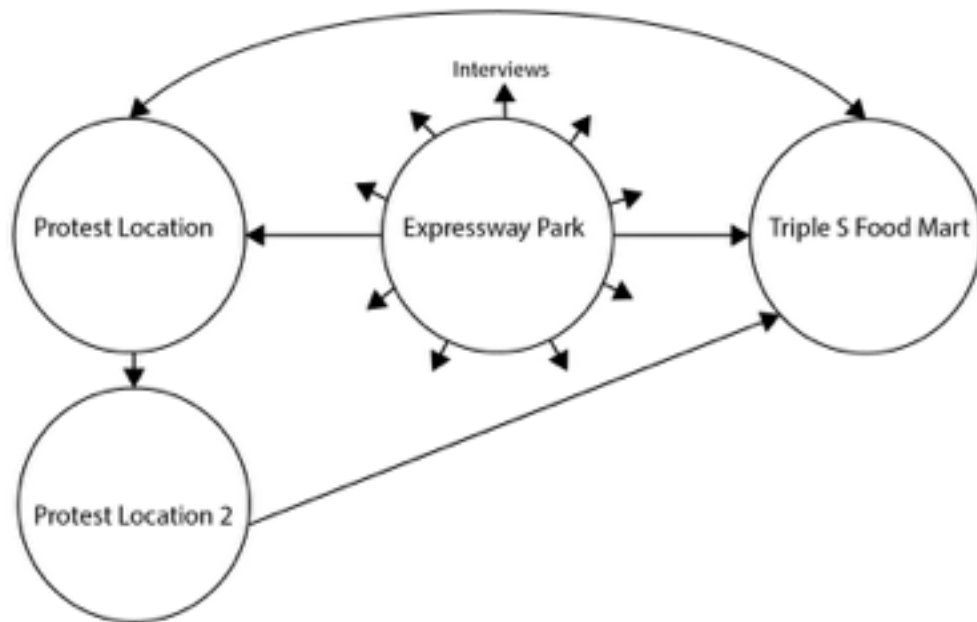 Interviews
Protest Location
Expressway Park
Triple S Food Mart
Protest Location 2